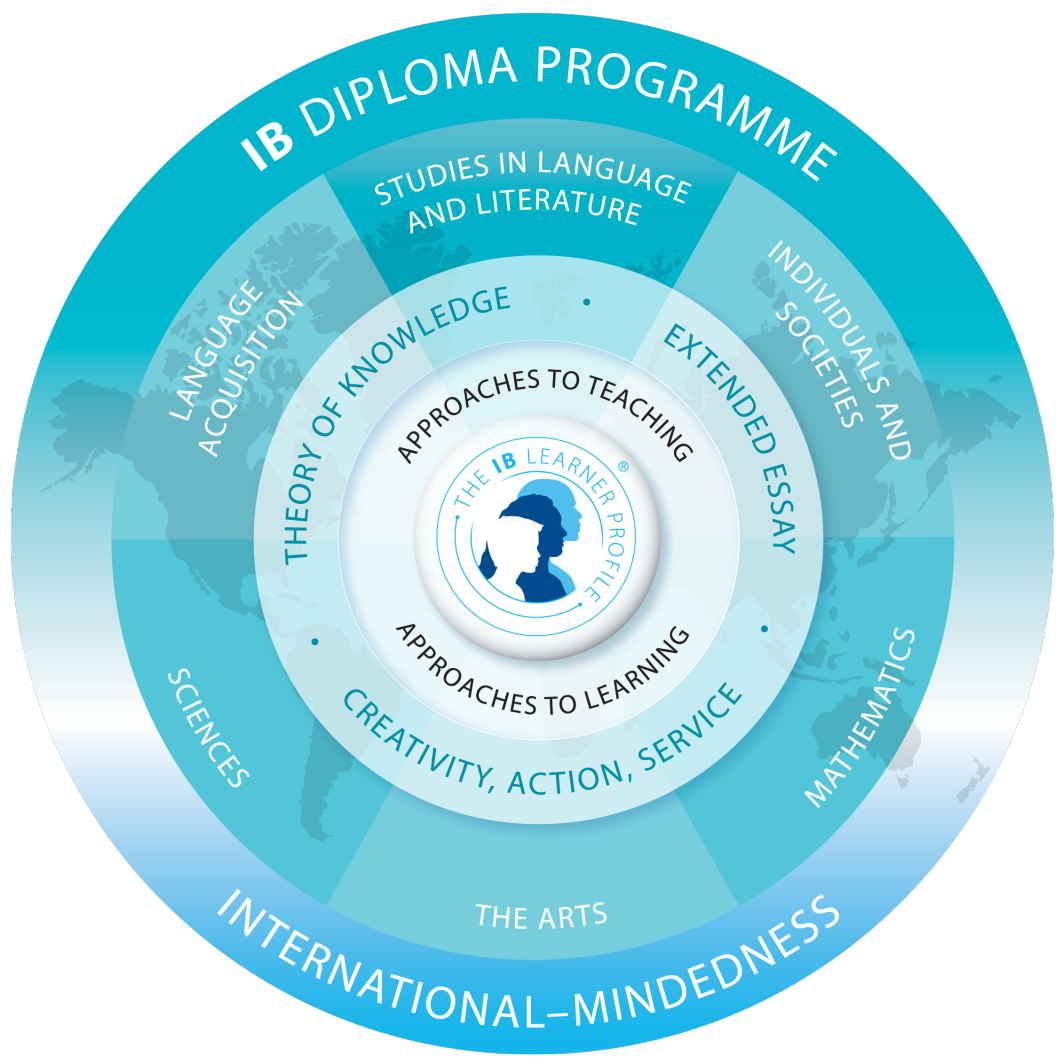 IB DIPLOMA PROGRAMME
STUDIES IN LANGUAGE
AND LITERATURE
LANGUAGE
ACQUISITION
INDIVIDUALS AND
SOCIETIES
THEORY OF KNOWLEDGE
•
EXTENDED ESSAY
APPROACHES TO TEACHING
THE IB LEARNER PROFILE
®
APPROACHES TO LEARNING
•
CREATIVITY, ACTION, SERVICE
•
SCIENCES
MATHEMATICS
THE ARTS
INTERNATIONAL–MINDEDNESS